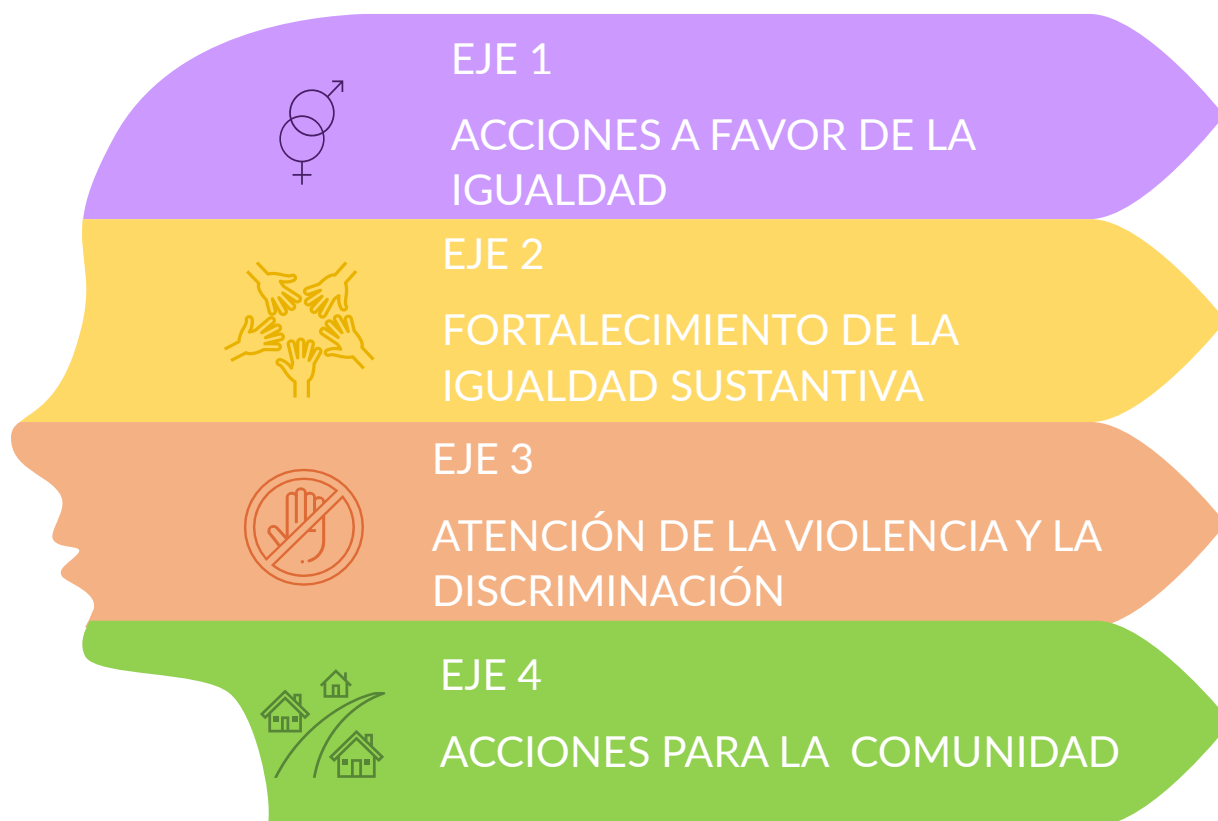 EJE 1
ACCIONES A FAVOR DE LA
IGUALDAD
EJE 2
FORTALECIMIENTO DE LA
IGUALDAD SUSTANTIVA
EJE 3
ATENCIÓN DE LA VIOLENCIA Y LA
DISCRIMINACIÓN
EJE 4
ACCIONES PARA LA COMUNIDAD